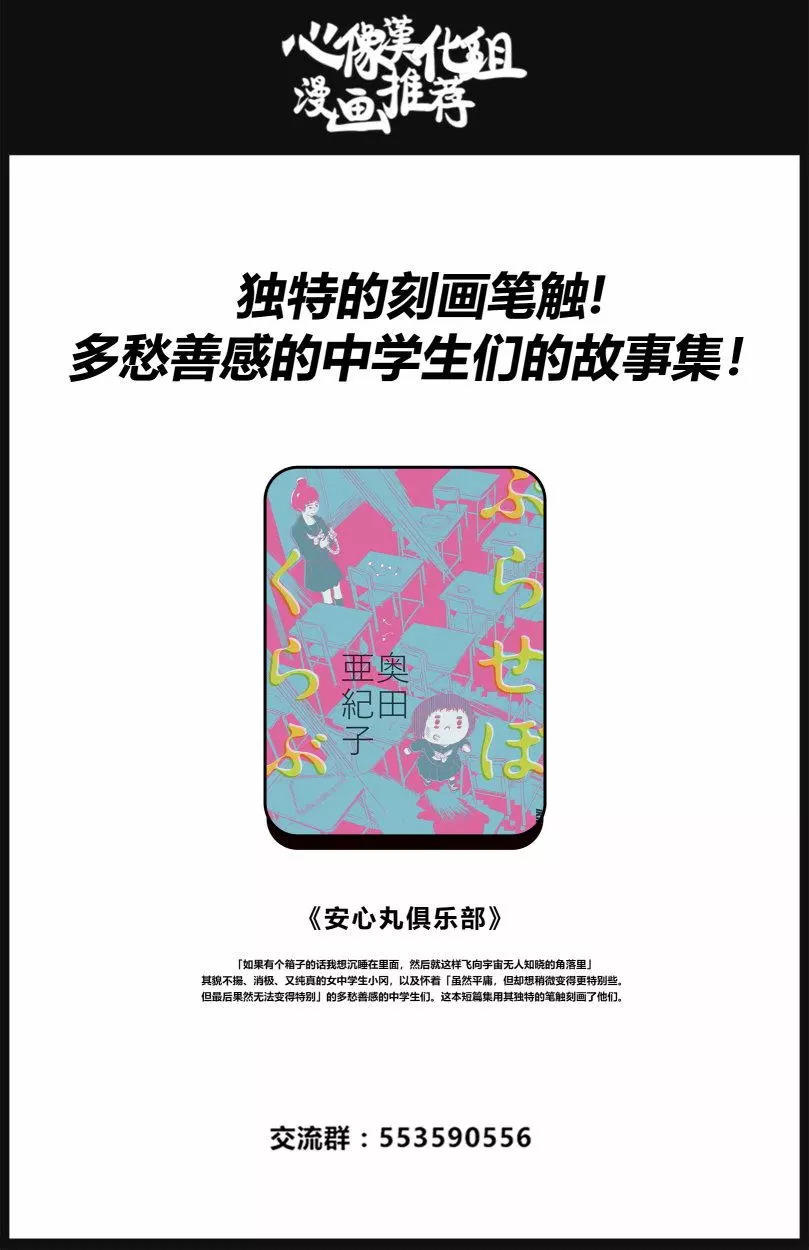 心像漢化组
漫画推荐
独特的刻画笔触！
多愁善感的中学生们的故事集！
ぷらせぼ
くらぶ
奥田
亜紀子
《安心丸俱乐部》
「如果有个箱子的话我想沉睡在里面，然后就这样飞向宇宙无人知晓的角落里」
其貌不揚、消极、又纯真的女中学生小冈，以及怀着「虽然平庸，但却想稍微变得更特别些。
但最后果然无法变得特别」的多愁善感的中学生们。这本短篇集用其独特的笔触刻画了他们。
交流群：553590556